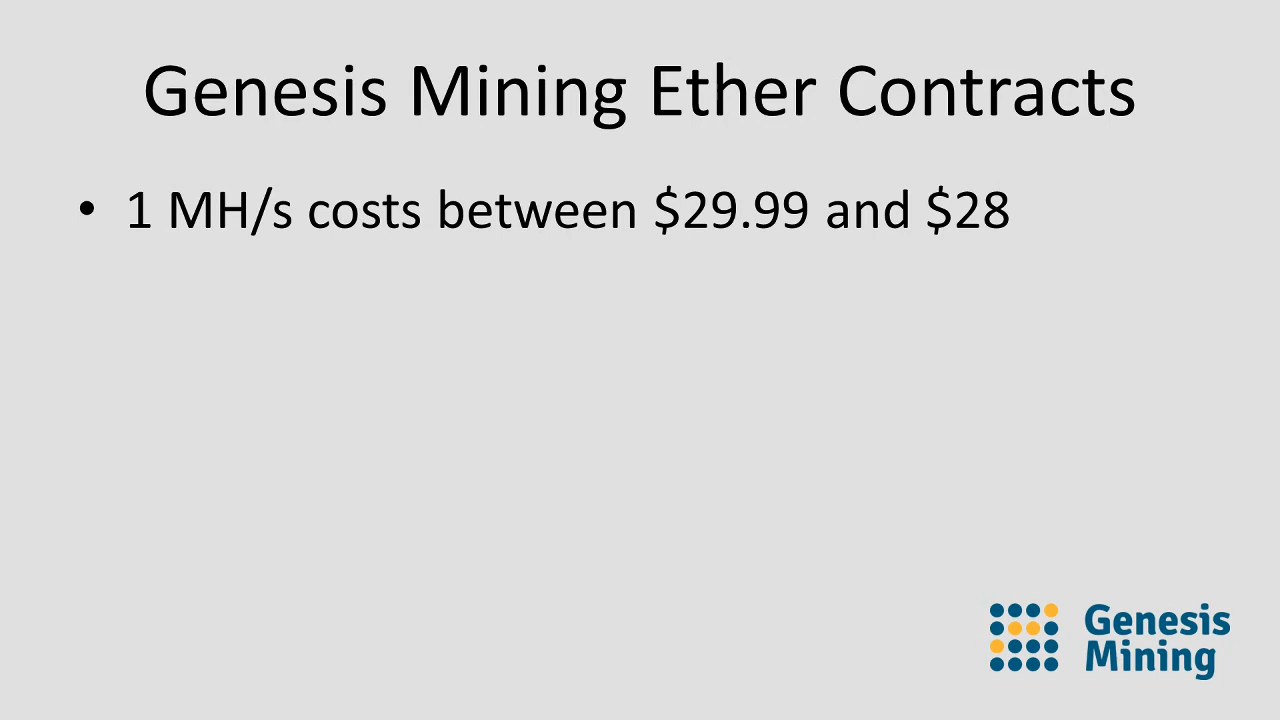 Genesis Mining Ether Contracts
• 1 MH/s costs between $29.99 and $28
Genesis
Mining